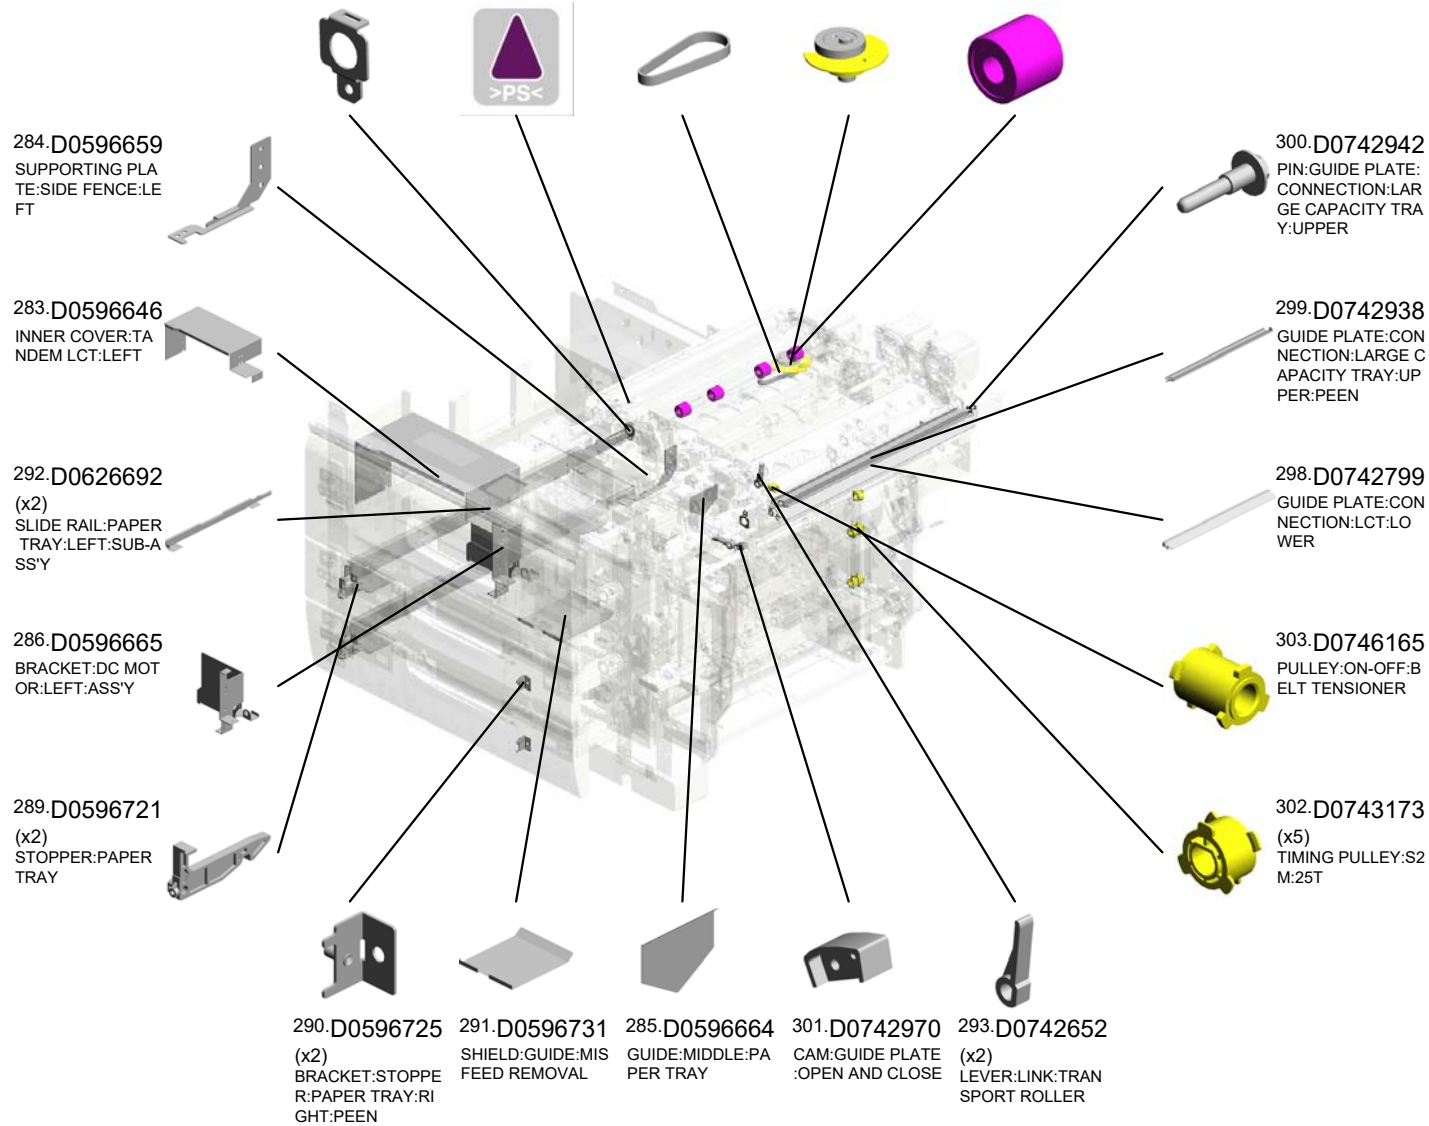 >PS<
284.D0596659
SUPPORTING PLA
TE:SIDE FENCE:LE
FT
283.D0596646
INNER COVER:TA
NDEM LCT:LEFT
292.D0626692
(x2)
SLIDE RAIL:PAPER
TRAY:LEFT:SUB-A
SS'Y
286.D0596665
BRACKET:DC MOT
OR:LEFT:ASS'Y
289.D0596721
(x2)
STOPPER:PAPER
TRAY
290.D0596725
(x2)
BRACKET:STOPPE
R:PAPER TRAY:RI
GHT:PEEN
291.D0596731
SHIELD:GUIDE:MIS
FEED REMOVAL
285.D0596664
GUIDE:MIDDLE:PA
PER TRAY
301.D0742970
CAM:GUIDE PLATE
:OPEN AND CLOSE
293.D0742652
(x2)
LEVER:LINK:TRAN
SPORT ROLLER
300.D0742942
PIN:GUIDE PLATE:
CONNECTION:LAR
GE CAPACITY TRA
Y:UPPER
299.D0742938
GUIDE PLATE:CON
NECTION:LARGE C
APACITY TRAY:UP
PER:PEEN
298.D0742799
GUIDE PLATE:CON
NECTION:LCT:LO
WER
303.D0746165
PULLEY:ON-OFF:B
ELT TENSIONER
302.D0743173
(x5)
TIMING PULLEY:S2
M:25T